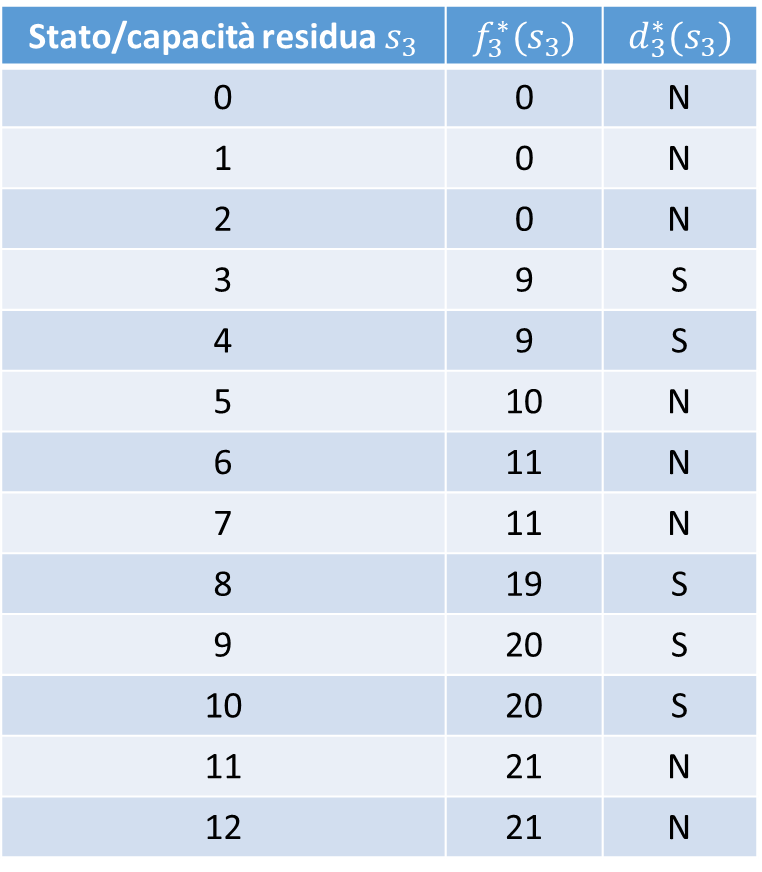 Stato/capacità residua s₃ f₃*(s₃) d₃*(s₃)
0 0 N
1 0 N
2 0 N
3 9 S
4 9 S
5 10 N
6 11 N
7 11 N
8 19 S
9 20 S
10 20 S
11 21 N
12 21 N